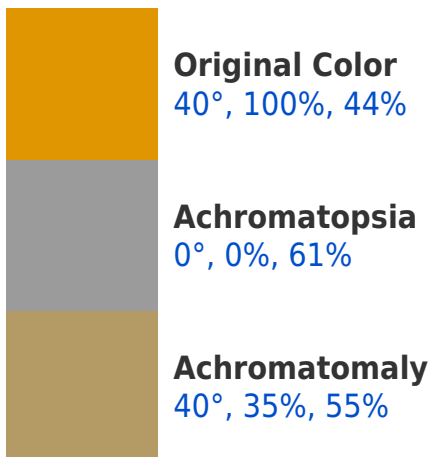 Original Color
40°, 100%, 44%
Achromatopsia
0°, 0%, 61%
Achromatomaly
40°, 35%, 55%